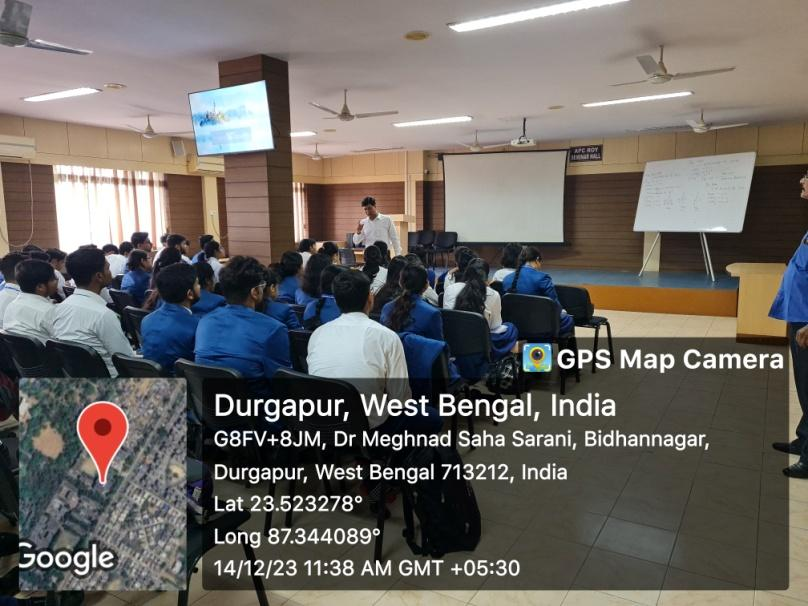 APC ROY
SEMINAR HALL
GPS Map Camera
Durgapur, West Bengal, India
G8FV+8JM, Dr Meghnad Saha Sarani, Bidhannagar,
Durgapur, West Bengal 713212, India
Lat 23.523278°
Long 87.344089°
14/12/23 11:38 AM GMT +05:30
Google